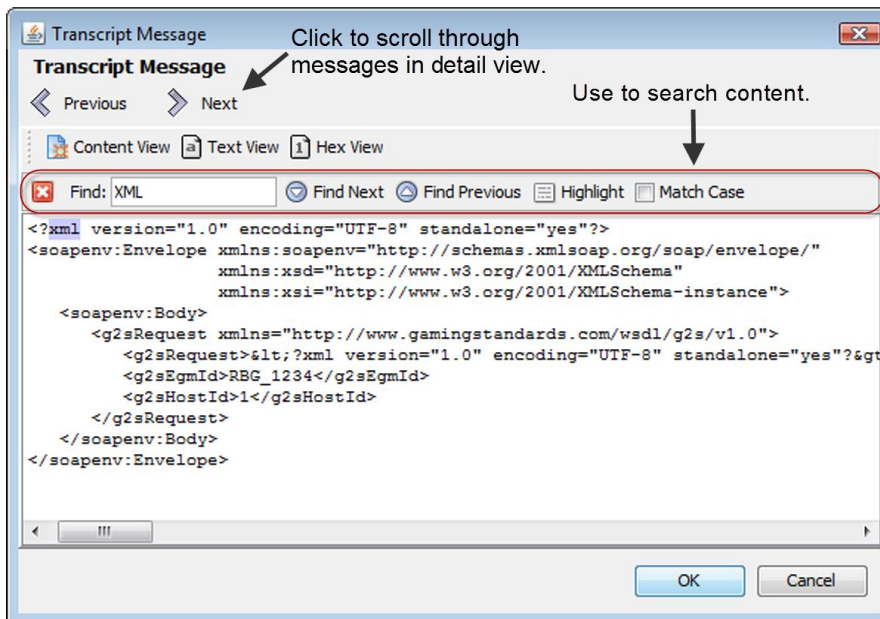 Transcript Message
Click to scroll through
messages in detail view.
Transcript Message
Previous Next
Use to search content.
Content View a Text View 1 Hex View
Find: XML Find Next Find Previous Highlight Match Case
<?xml version="1.0" encoding="UTF-8" standalone="yes"?>
<soapenv:Envelope xmlns:soapenv="http://schemas.xmlsoap.org/soap/envelope/"
xmlns:xsd="http://www.w3.org/2001/XMLSchema"
xmlns:xsi="http://www.w3.org/2001/XMLSchema-instance">
<soapenv:Body>
<g2sRequest xmlns="http://www.gamingstandards.com/wsdl/g2s/v1.0">
<g2sRequest>&lt;?xml version="1.0" encoding="UTF-8" standalone="yes"?&gt
<g2sEgmId>RBG_1234</g2sEgmId>
<g2sHostId>1</g2sHostId>
</g2sRequest>
</soapenv:Body>
</soapenv:Envelope>
OK Cancel